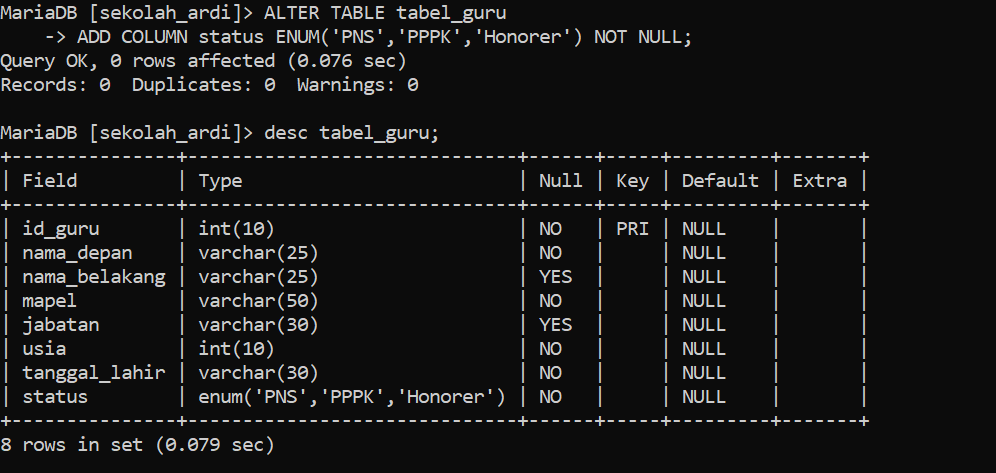 MariaDB [sekolah_ardi]> ALTER TABLE tabel_guru
    -> ADD COLUMN status ENUM('PNS','PPPK','Honorer') NOT NULL;
Query OK, 0 rows affected (0.076 sec)
Records: 0  Duplicates: 0  Warnings: 0

MariaDB [sekolah_ardi]> desc tabel_guru;
+---------------+------------------------------+------+-----+---------+-------+
| Field         | Type                         | Null | Key | Default | Extra |
+---------------+------------------------------+------+-----+---------+-------+
| id_guru       | int(10)                      | NO   | PRI | NULL    |       |
| nama_depan    | varchar(25)                  | NO   |     | NULL    |       |
| nama_belakang | varchar(25)                  | YES  |     | NULL    |       |
| mapel         | varchar(50)                  | NO   |     | NULL    |       |
| jabatan       | varchar(30)                  | YES  |     | NULL    |       |
| usia          | int(10)                      | NO   |     | NULL    |       |
| tanggal_lahir | varchar(30)                  | NO   |     | NULL    |       |
| status        | enum('PNS','PPPK','Honorer') | NO   |     | NULL    |       |
+---------------+------------------------------+------+-----+---------+-------+
8 rows in set (0.079 sec)